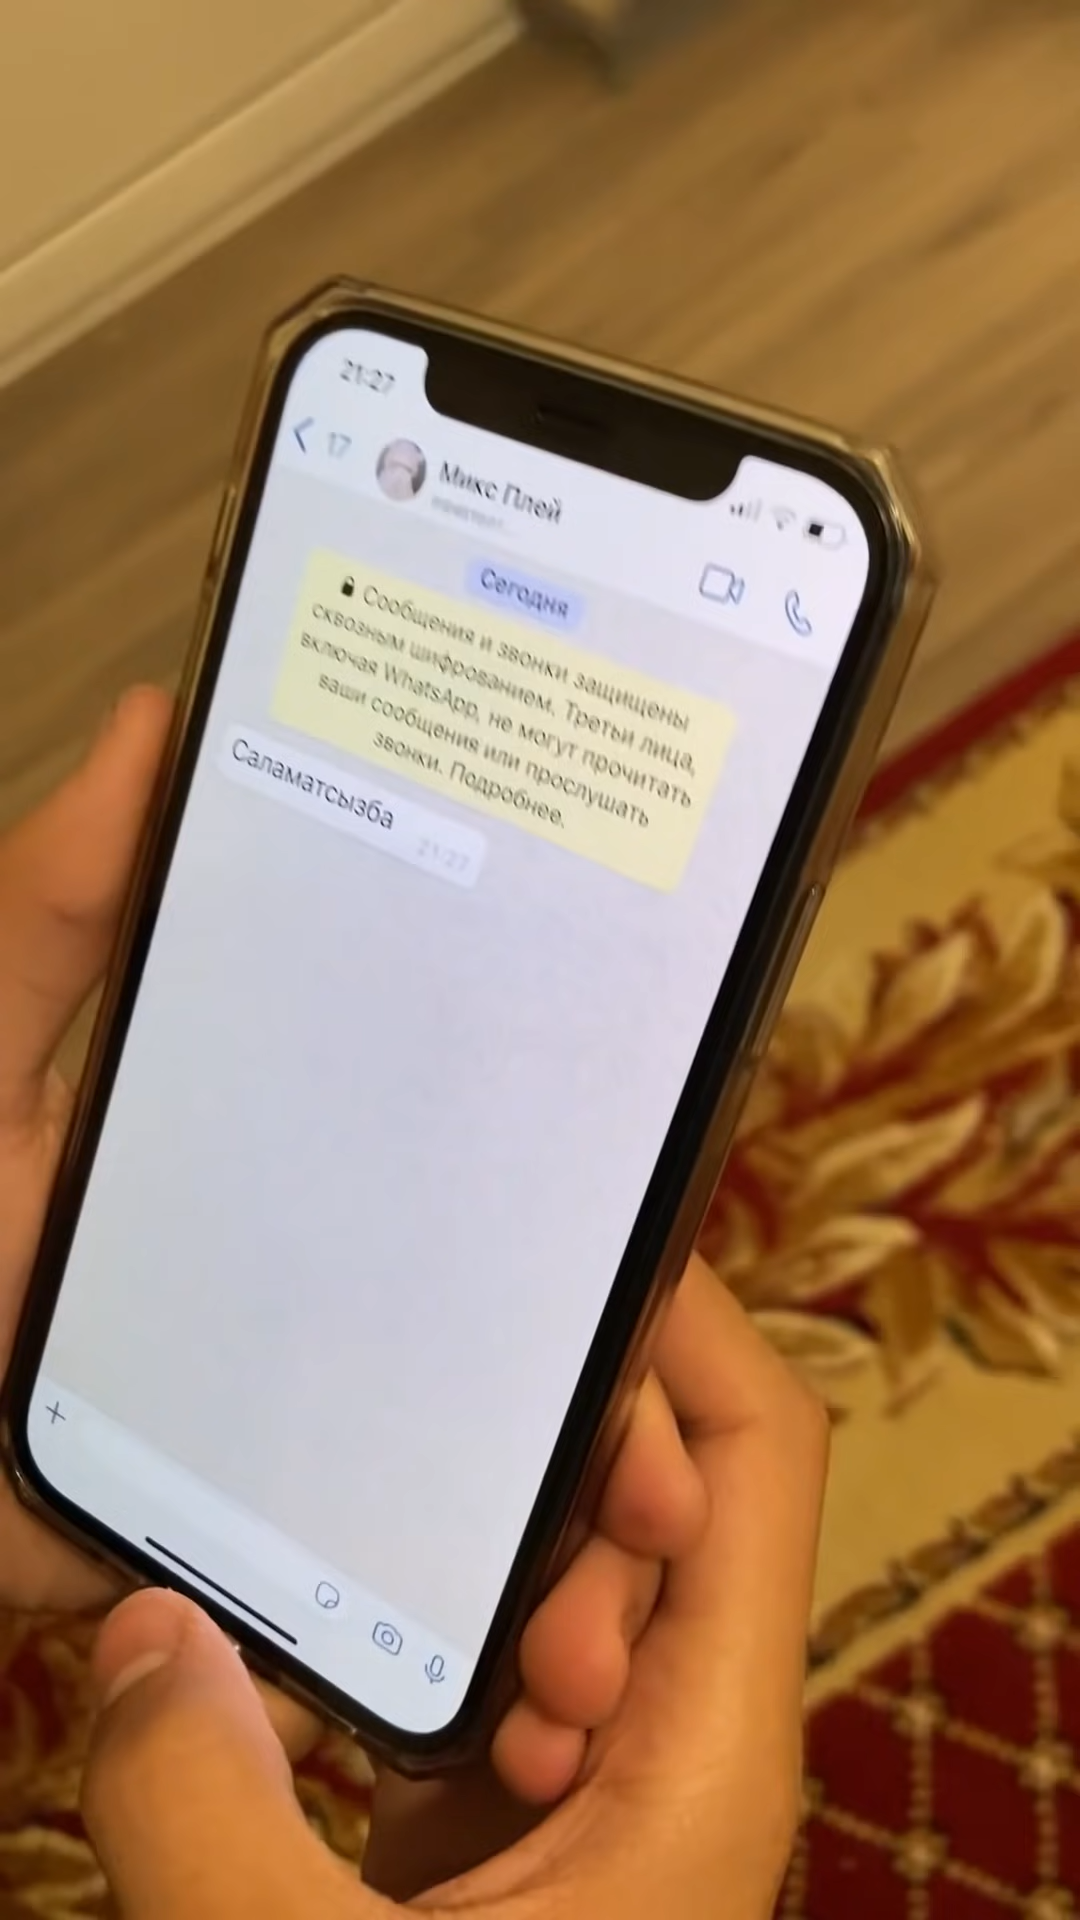 21:27
17
Микс Плей
Сегодня
Сообщения и звонки защищены
сквозным шифрованием. Третьи лица,
включая WhatsApp, не могут прочитать
ваши сообщения или прослушать
звонки. Подробнее.
Саламатсызба
21:27